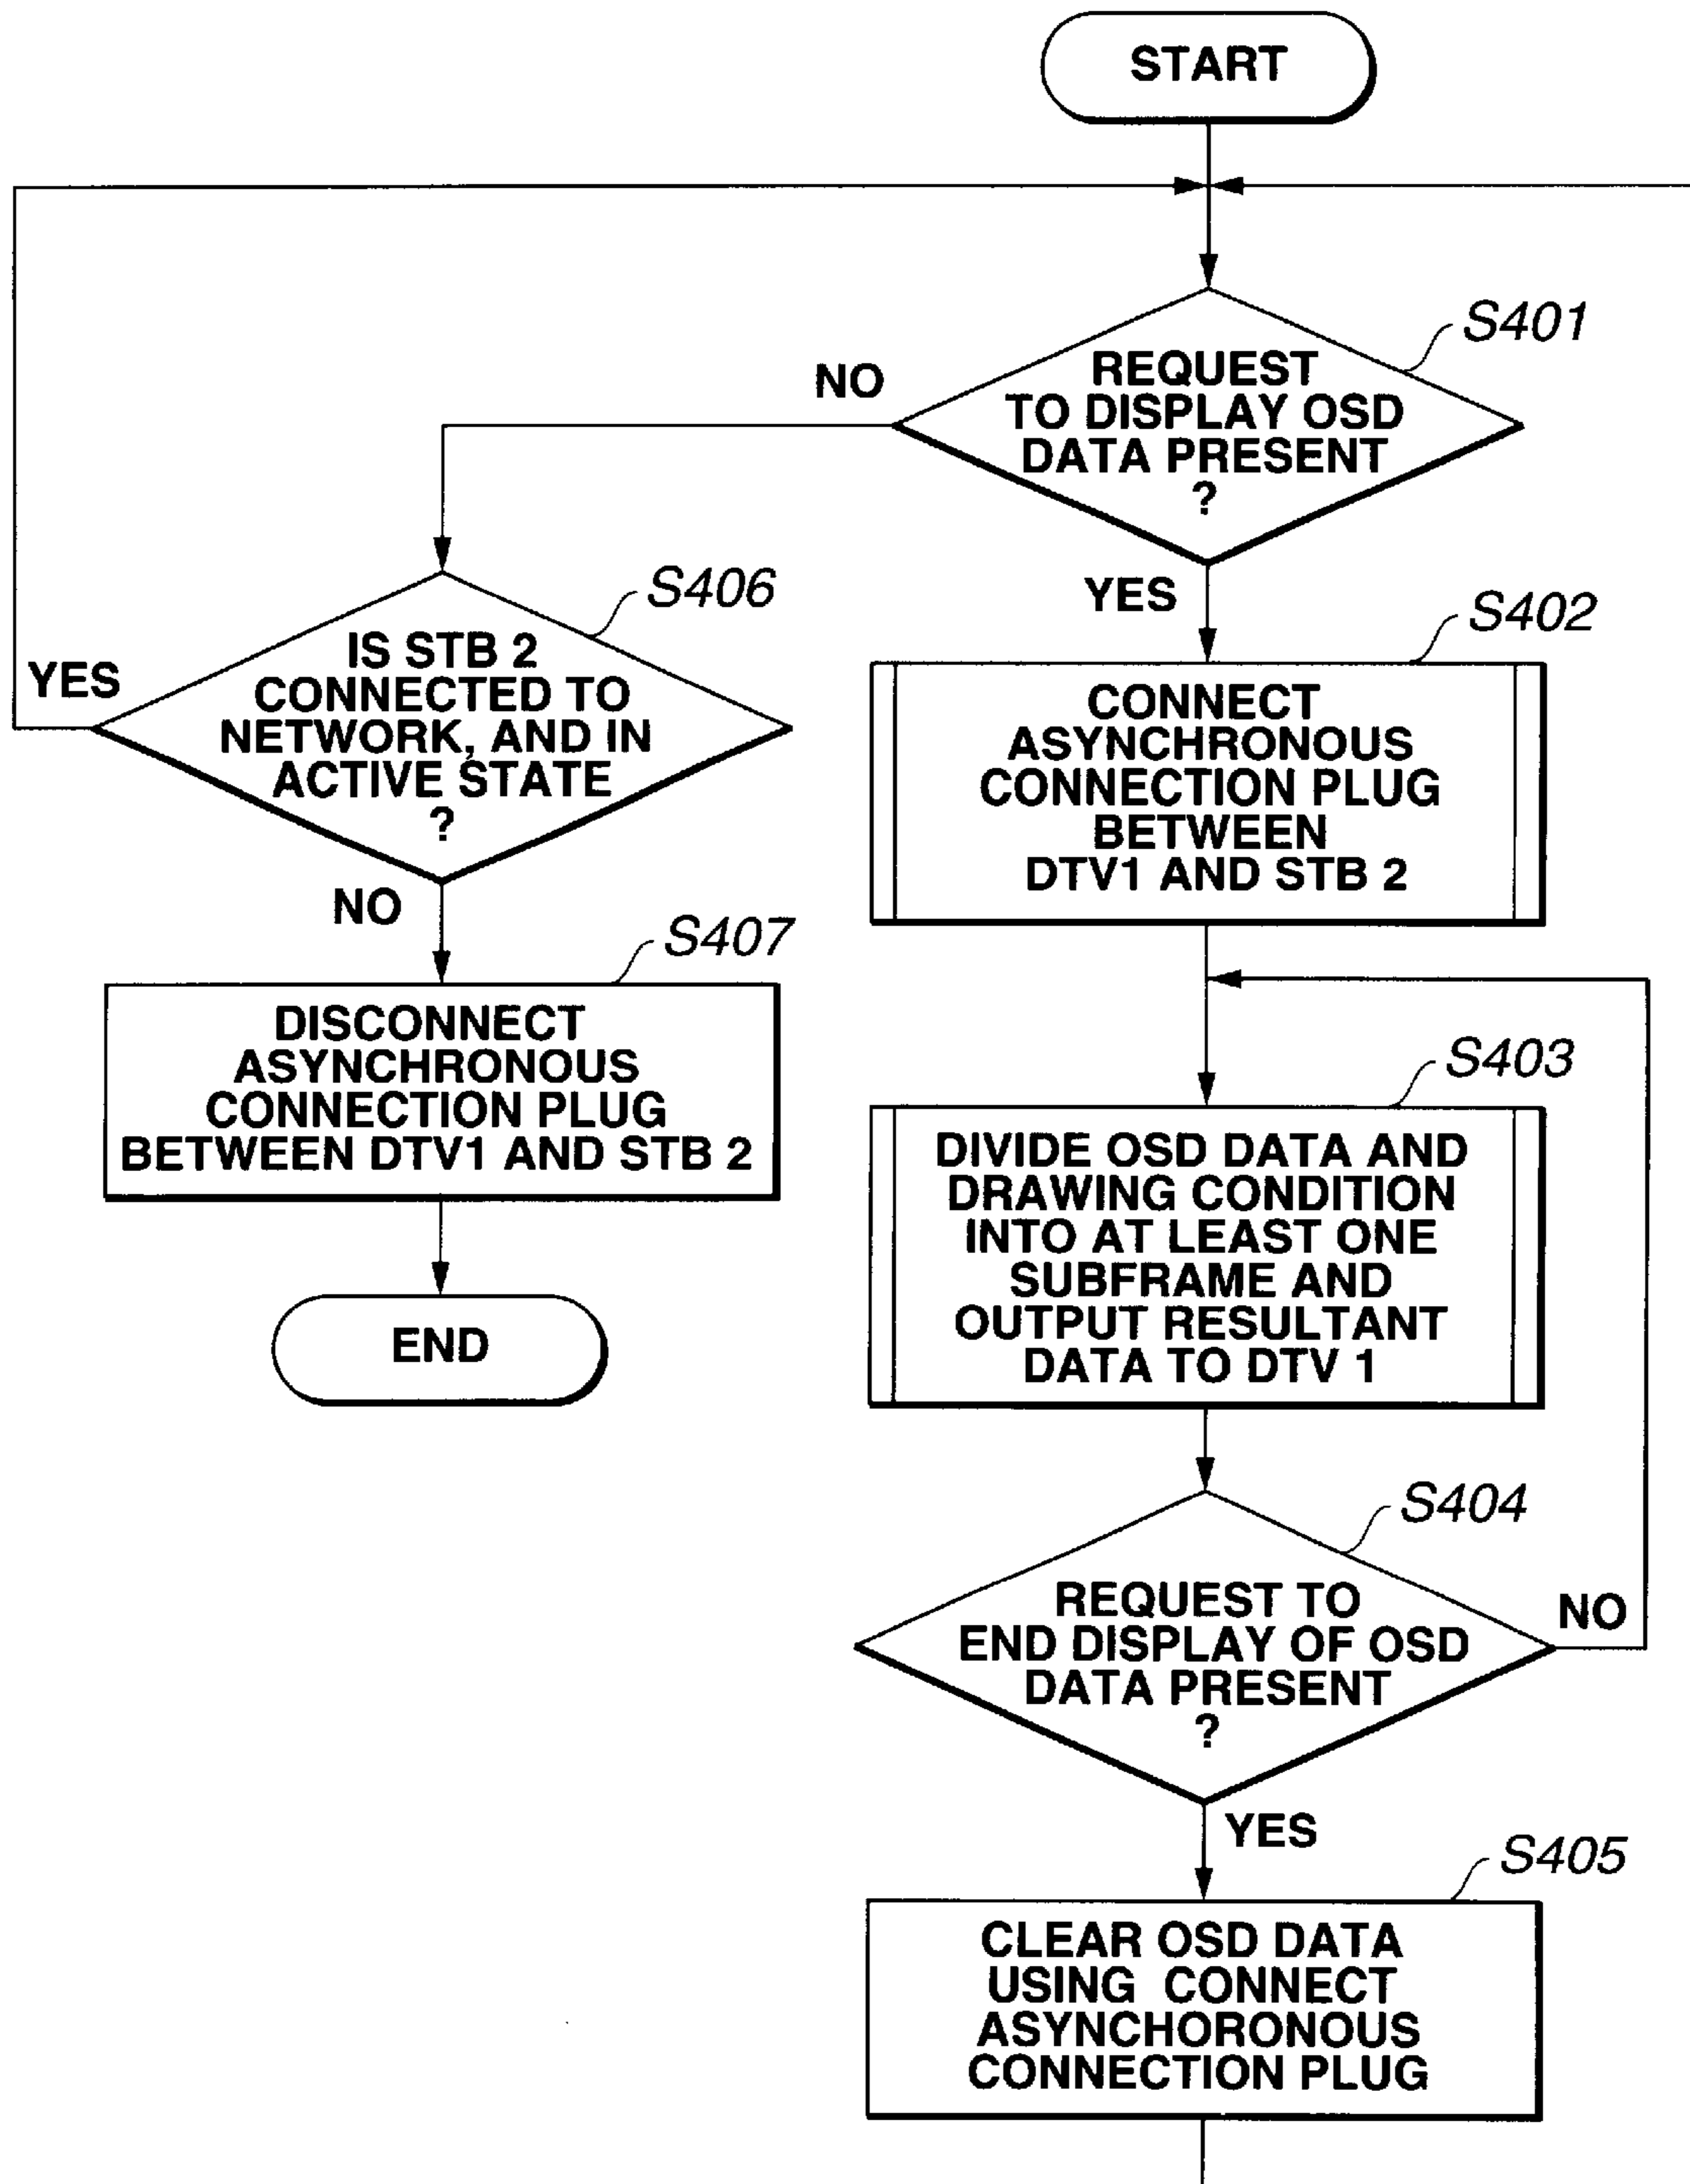 START
S401
NO
REQUEST
TO DISPLAY OSD
DATA PRESENT
?
YES
S406
IS STB 2
CONNECTED TO
NETWORK, AND IN
ACTIVE STATE
?
YES
NO
S402
CONNECT
ASYNCHRONOUS
CONNECTION PLUG
BETWEEN
DTV1 AND STB 2
S407
DISCONNECT
ASYNCHRONOUS
CONNECTION PLUG
BETWEEN DTV1 AND STB 2
END
S403
DIVIDE OSD DATA AND
DRAWING CONDITION
INTO AT LEAST ONE
SUBFRAME AND
OUTPUT RESULTANT
DATA TO DTV 1
S404
REQUEST TO
END DISPLAY OF OSD
DATA PRESENT
?
NO
YES
S405
CLEAR OSD DATA
USING CONNECT
ASYNCHORONOUS
CONNECTION PLUG